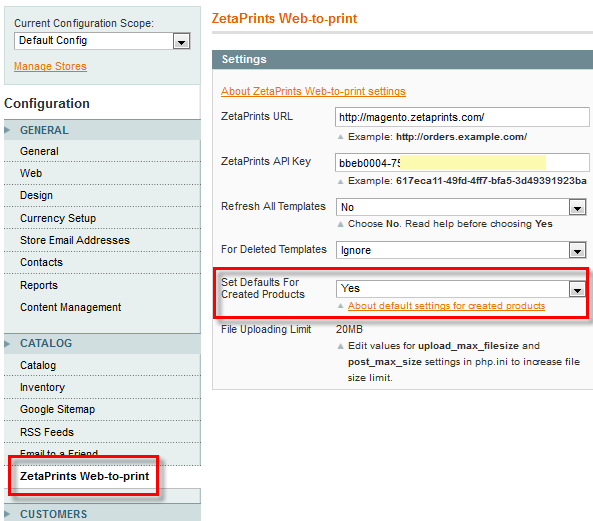 Current Configuration Scope:
Default Config
Manage Stores
Configuration
GENERAL
General
Web
Design
Currency Setup
Store Email Addresses
Contacts
Reports
Content Management
CATALOG
Catalog
Inventory
Google Sitemap
RSS Feeds
Email to a Friend
ZetaPrints Web-to-print
CUSTOMERS
ZetaPrints Web-to-print
Settings
About ZetaPrints Web-to-print settings
ZetaPrints URL
http://magento.zetaprints.com/
Example: http://orders.example.com/
ZetaPrints API Key
bbeb0004-75
Example: 617eca11-49fd-4ff7-bfa5-3d49391923ba
Refresh All Templates
No
Choose No. Read help before choosing Yes
For Deleted Templates
Ignore
Set Defaults For
Created Products
Yes
About default settings for created products
File Uploading Limit
20MB
Edit values for upload_max_filesize and
post_max_size settings in php.ini to increase file
size limit.